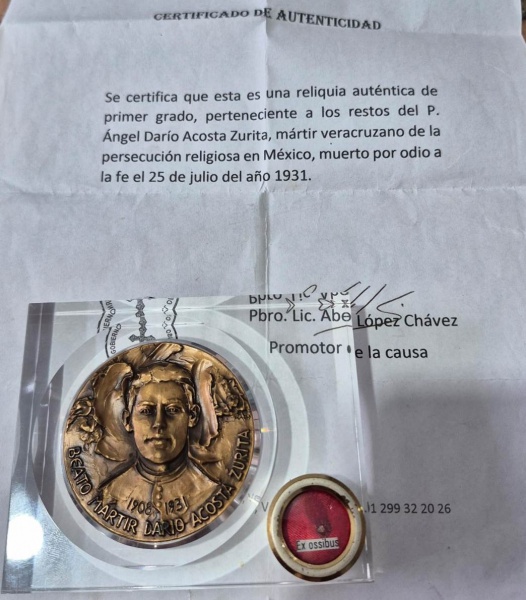 CERTIFICADO DE AUTENTICIDAD
Se certifica que esta es una reliquia auténtica de
primer grado, perteneciente a los restos del P.
Ángel Darío Acosta Zurita, mártir veracruzano de la
persecución religiosa en México, muerto por odio a
la fe el 25 de julio del año 1931.
Pbro. Lic. Abe López Chávez
Promotor e la causa
BEATO MARTIR DARIO ACOSTA ZURITA
1908 1931
299 32 20 26
Ex ossibus